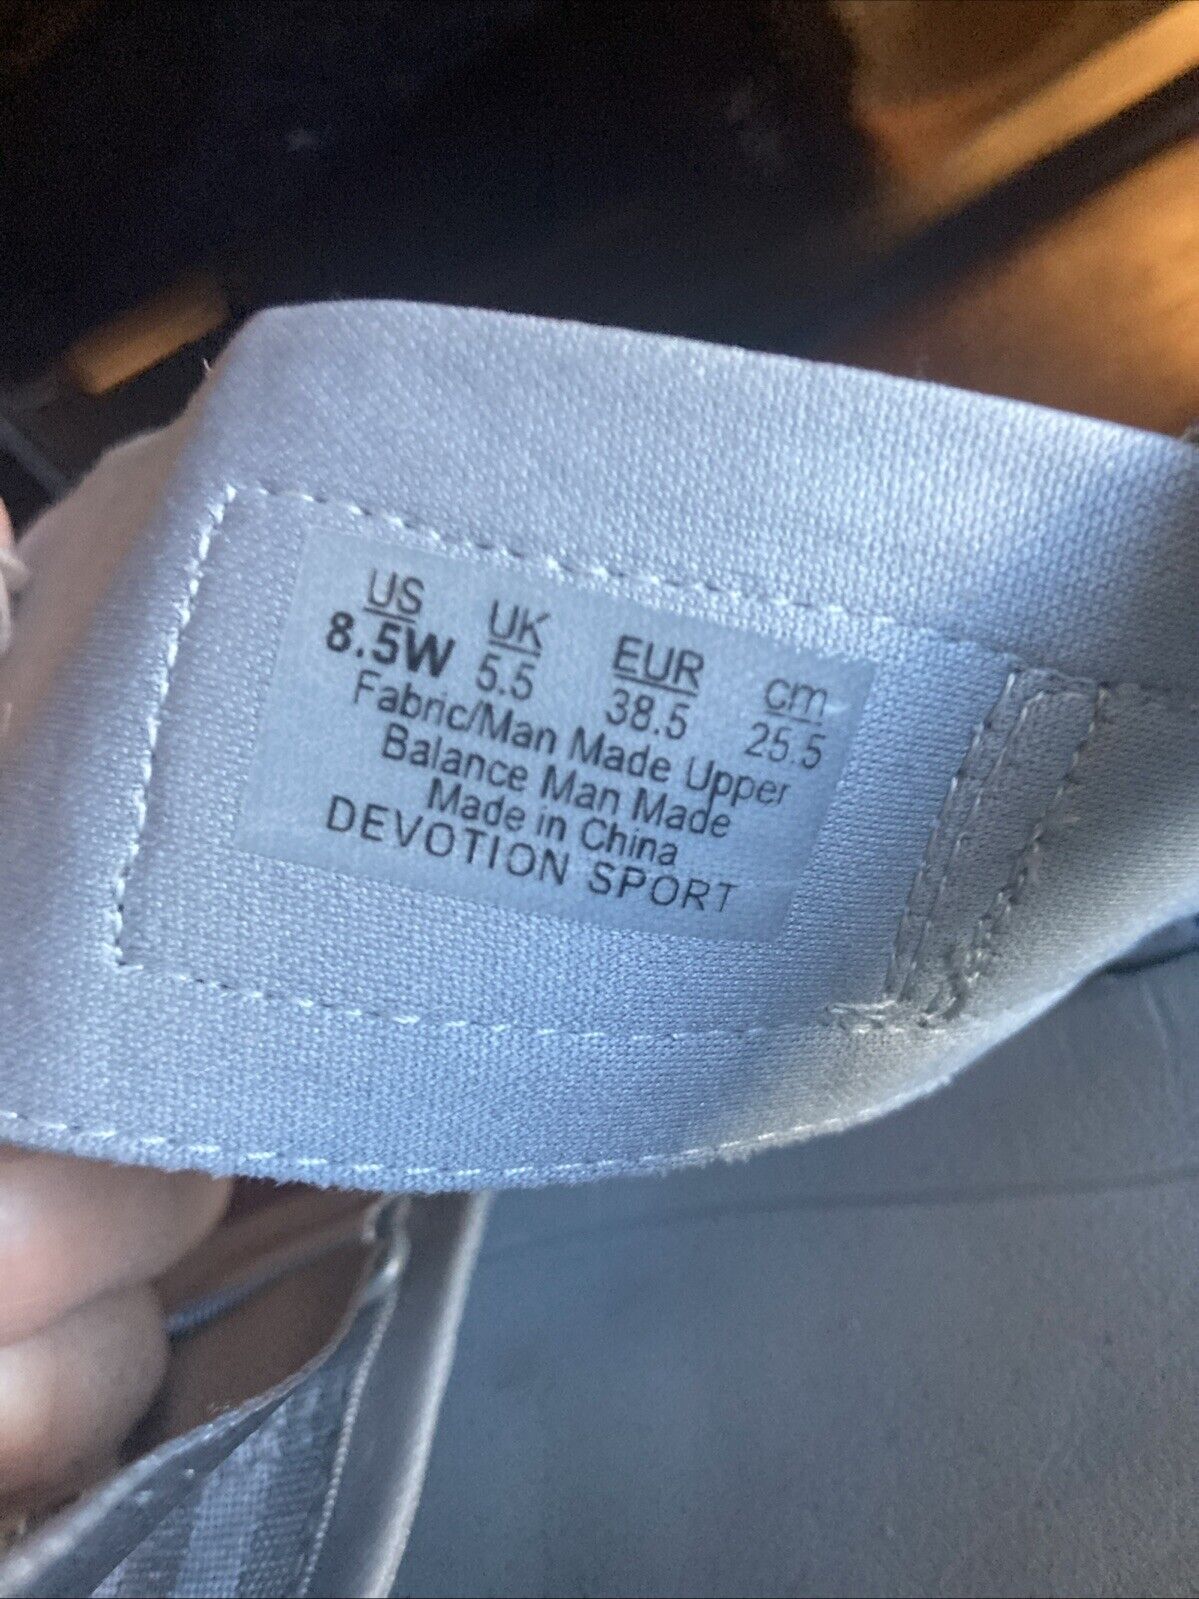 US UK EUR cm
8.5W 5.5 38.5 25.5
Fabric/Man Made Upper
Balance Man Made
Made in China
DEVOTION SPORT